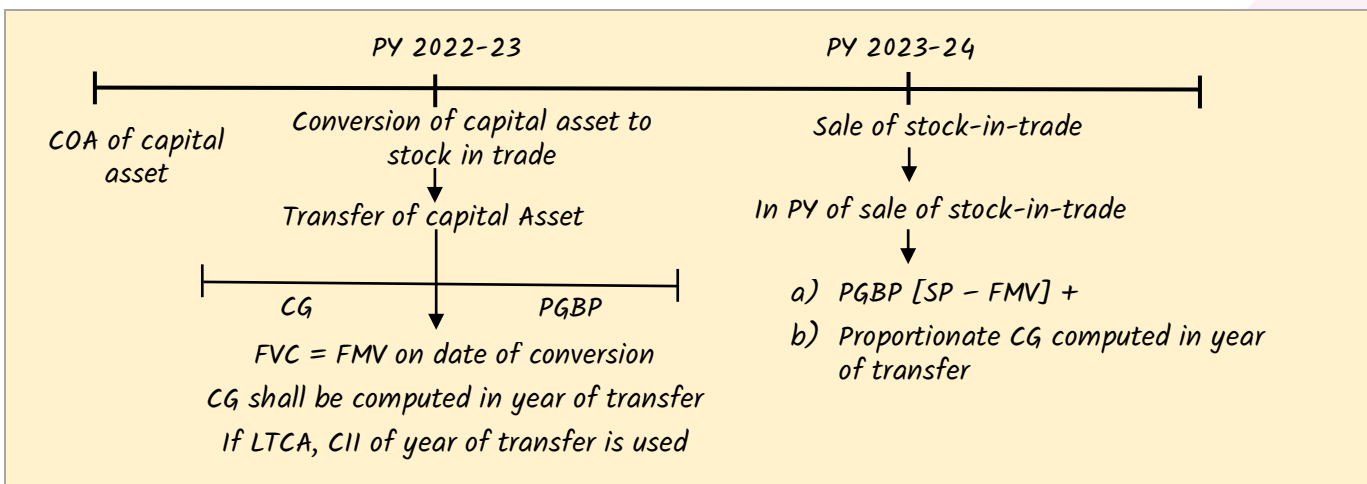 PY 2022-23
PY 2023-24
COA of capital
asset
Conversion of capital asset to
stock in trade
Transfer of capital Asset
CG
PGBP
FVC = FMV on date of conversion
CG shall be computed in year of transfer
If LTCA, CII of year of transfer is used
Sale of stock-in-trade
In PY of sale of stock-in-trade
a) PGBP [SP – FMV] +
b) Proportionate CG computed in year
of transfer